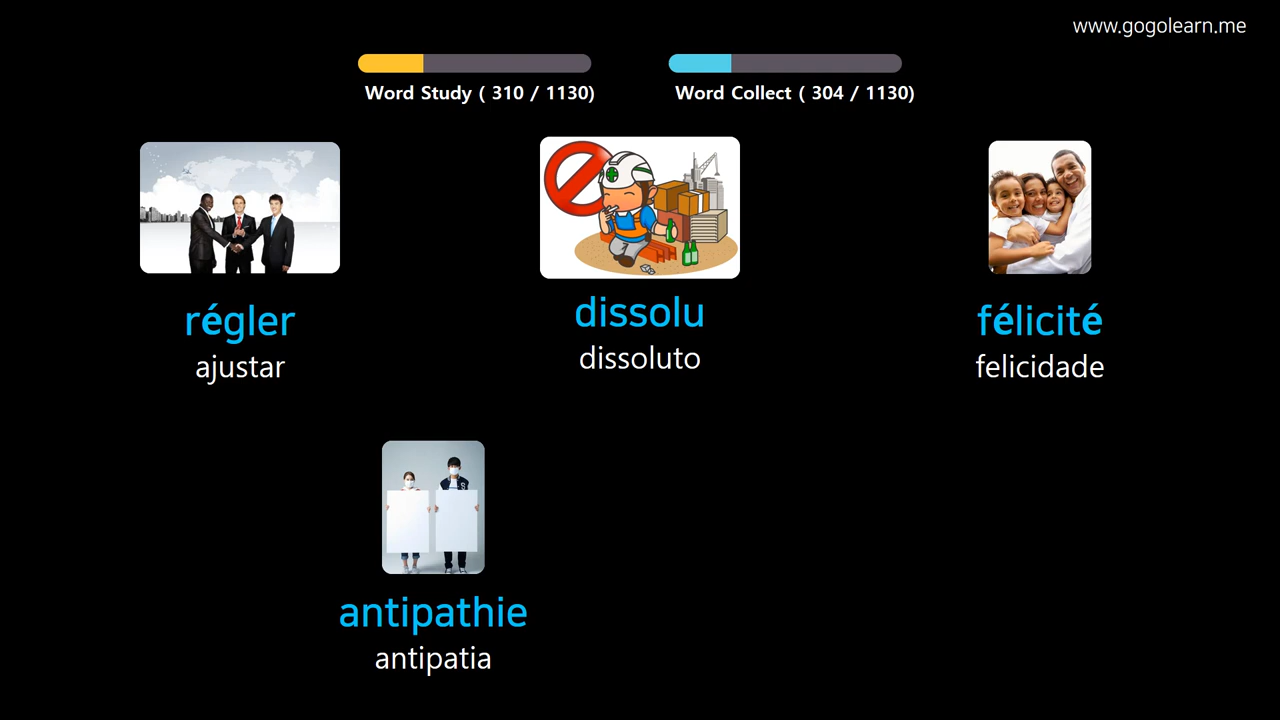 www.gogolearn.me
Word Study ( 310 / 1130)
Word Collect ( 304 / 1130)
régler
ajustar
dissolu
dissoluto
félicité
felicidade
antipathie
antipatia